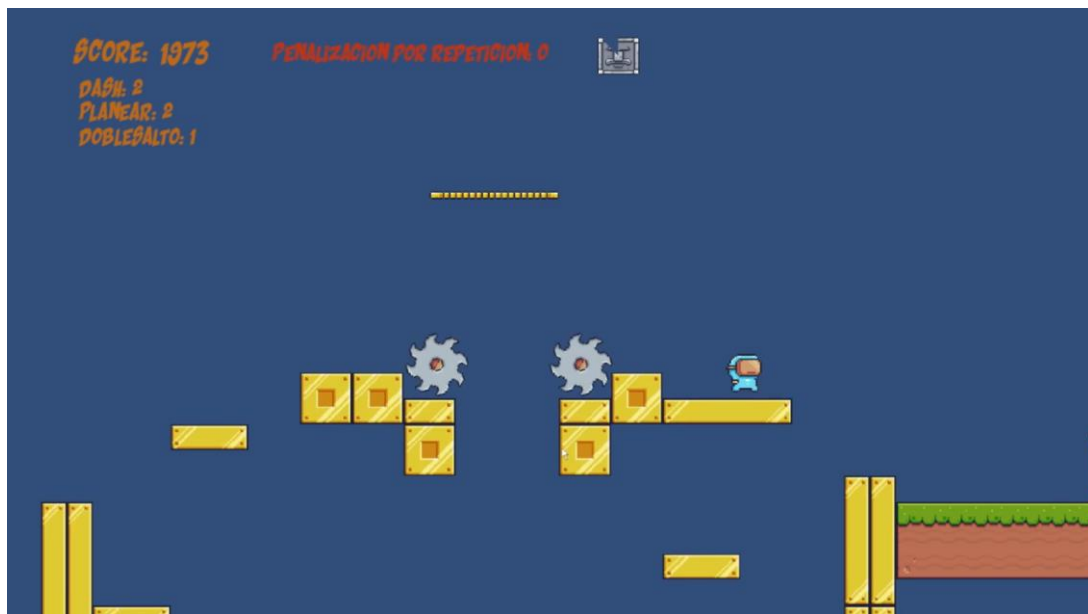 SCORE: 1973
PENALIZACION POR REPETICION: 0
DASH: 2
PLANEAR: 2
DOBLESALTO: 1